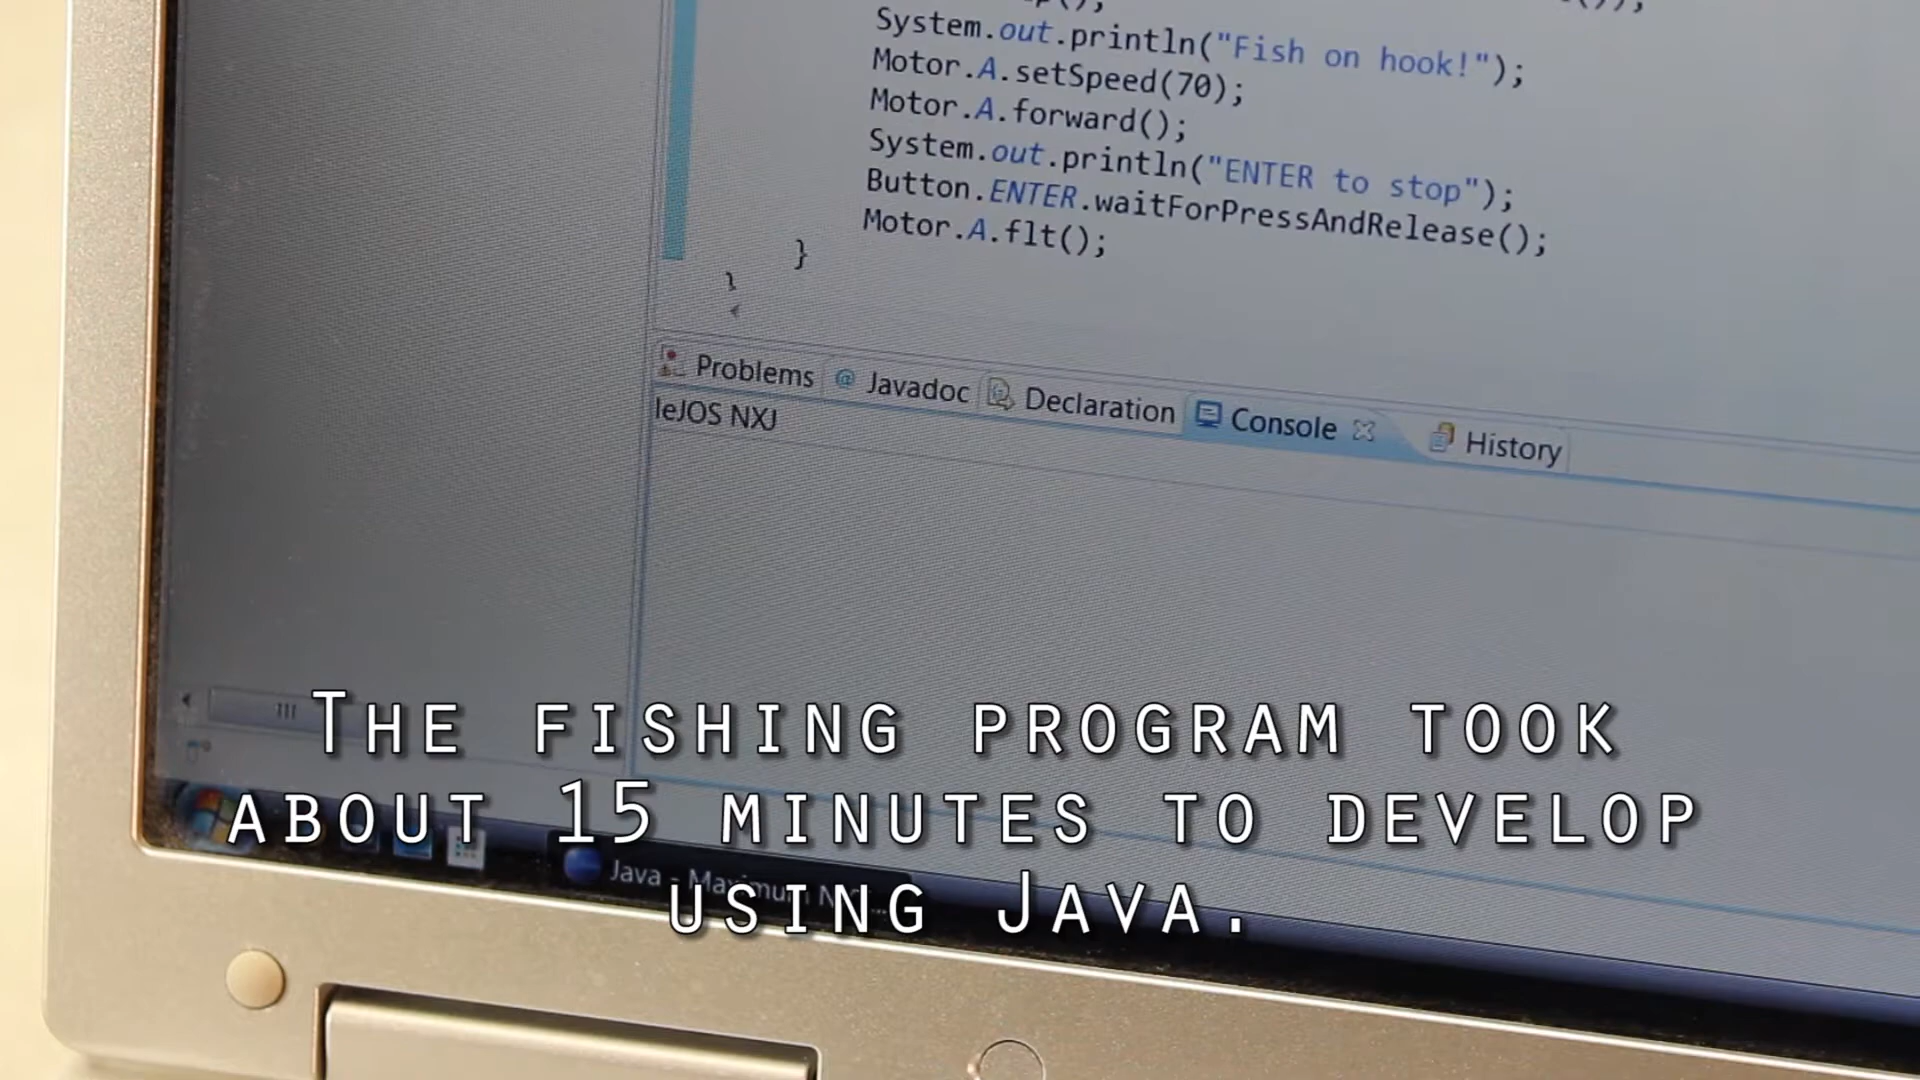 System.out.println("Fish on hook!");
Motor.A.setSpeed(70);
Motor.A.forward();
System.out.println("ENTER to stop");
Button.ENTER.waitForPressAndRelease();
Motor.A.flt();
}
}
Problems @ Javadoc Declaration Console History
leJOS NXJ
THE FISHING PROGRAM TOOK
ABOUT 15 MINUTES TO DEVELOP
USING JAVA.
Java - Maximum